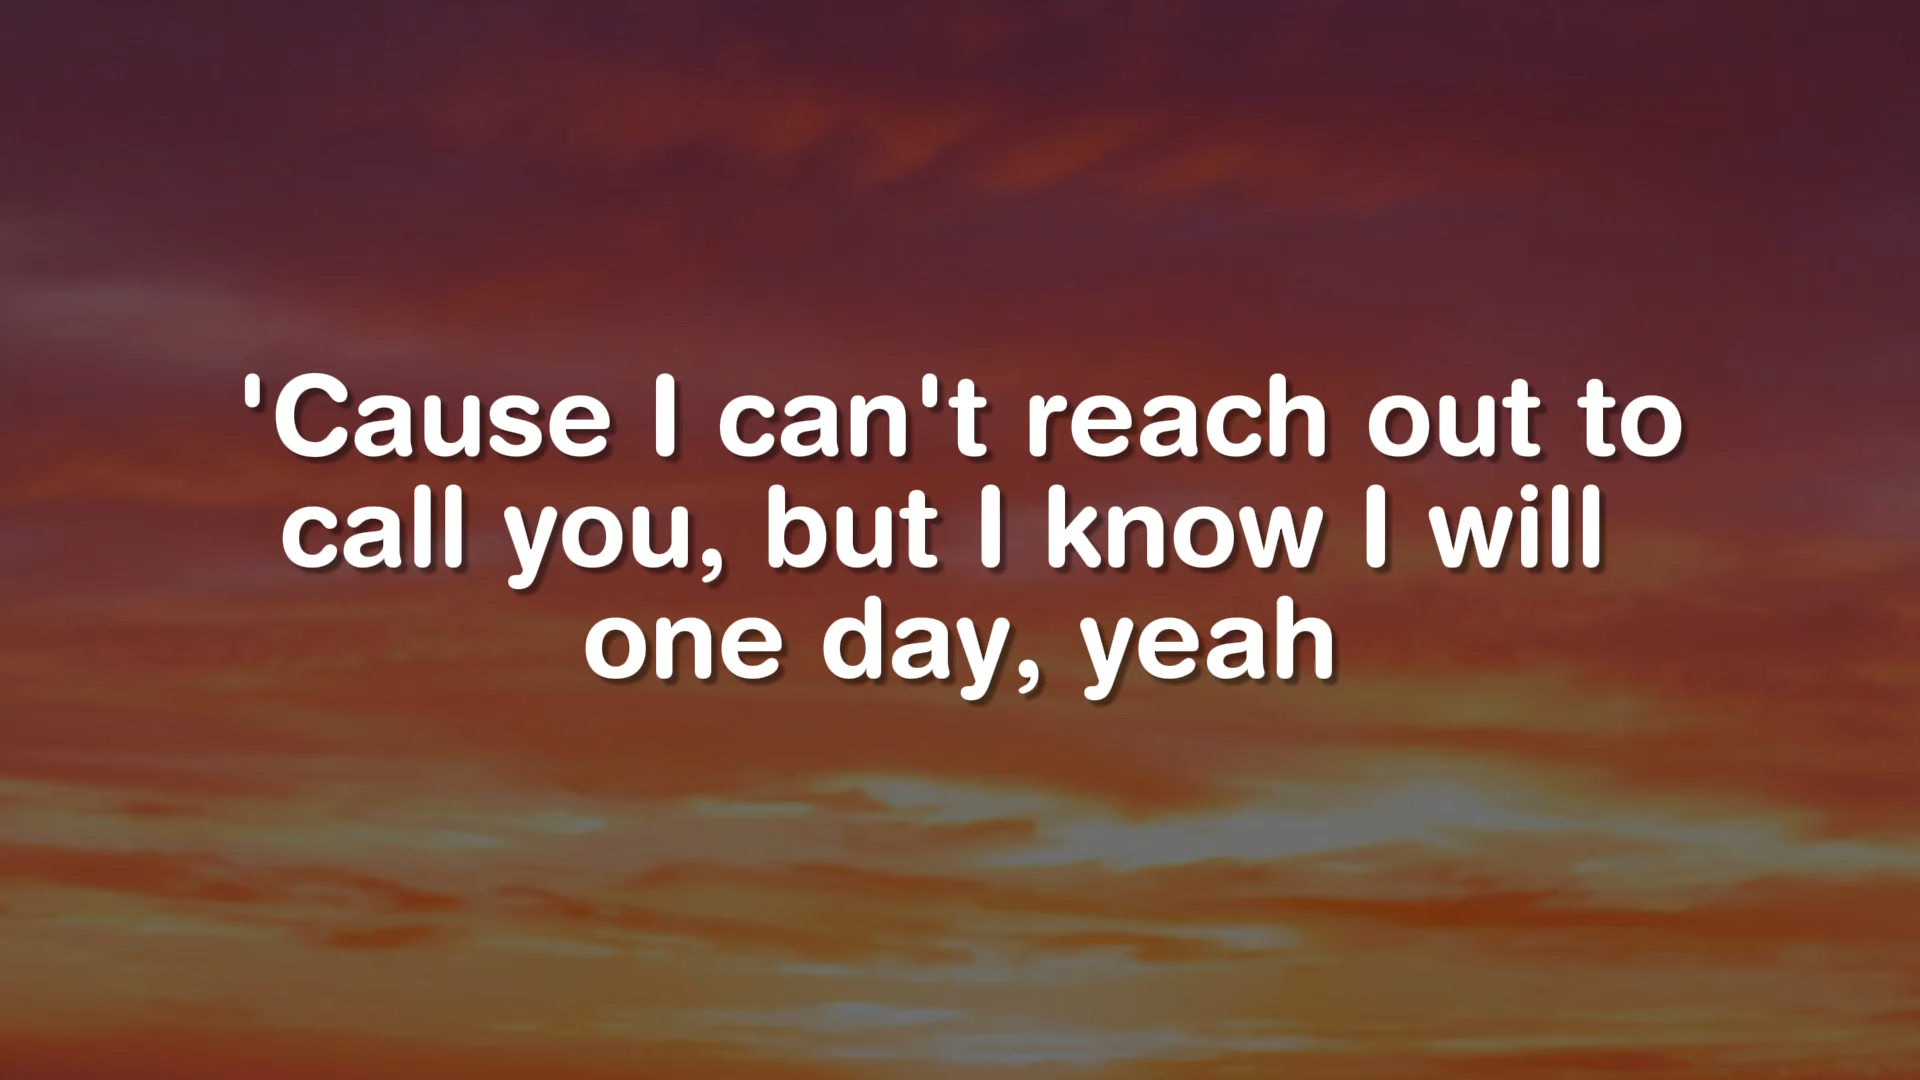 'Cause I can't reach out to
call you, but I know I will
one day, yeah